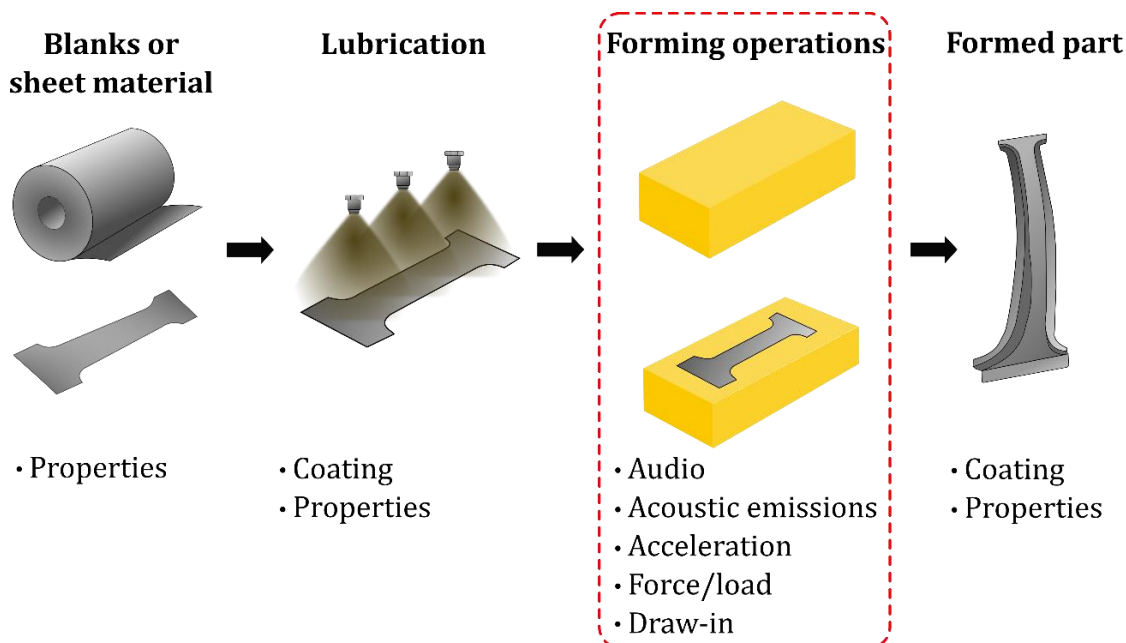 Blanks or
sheet material
· Properties
Lubrication
· Coating
· Properties
Forming operations
· Audio
· Acoustic emissions
· Acceleration
· Force/load
· Draw-in
Formed part
· Coating
· Properties